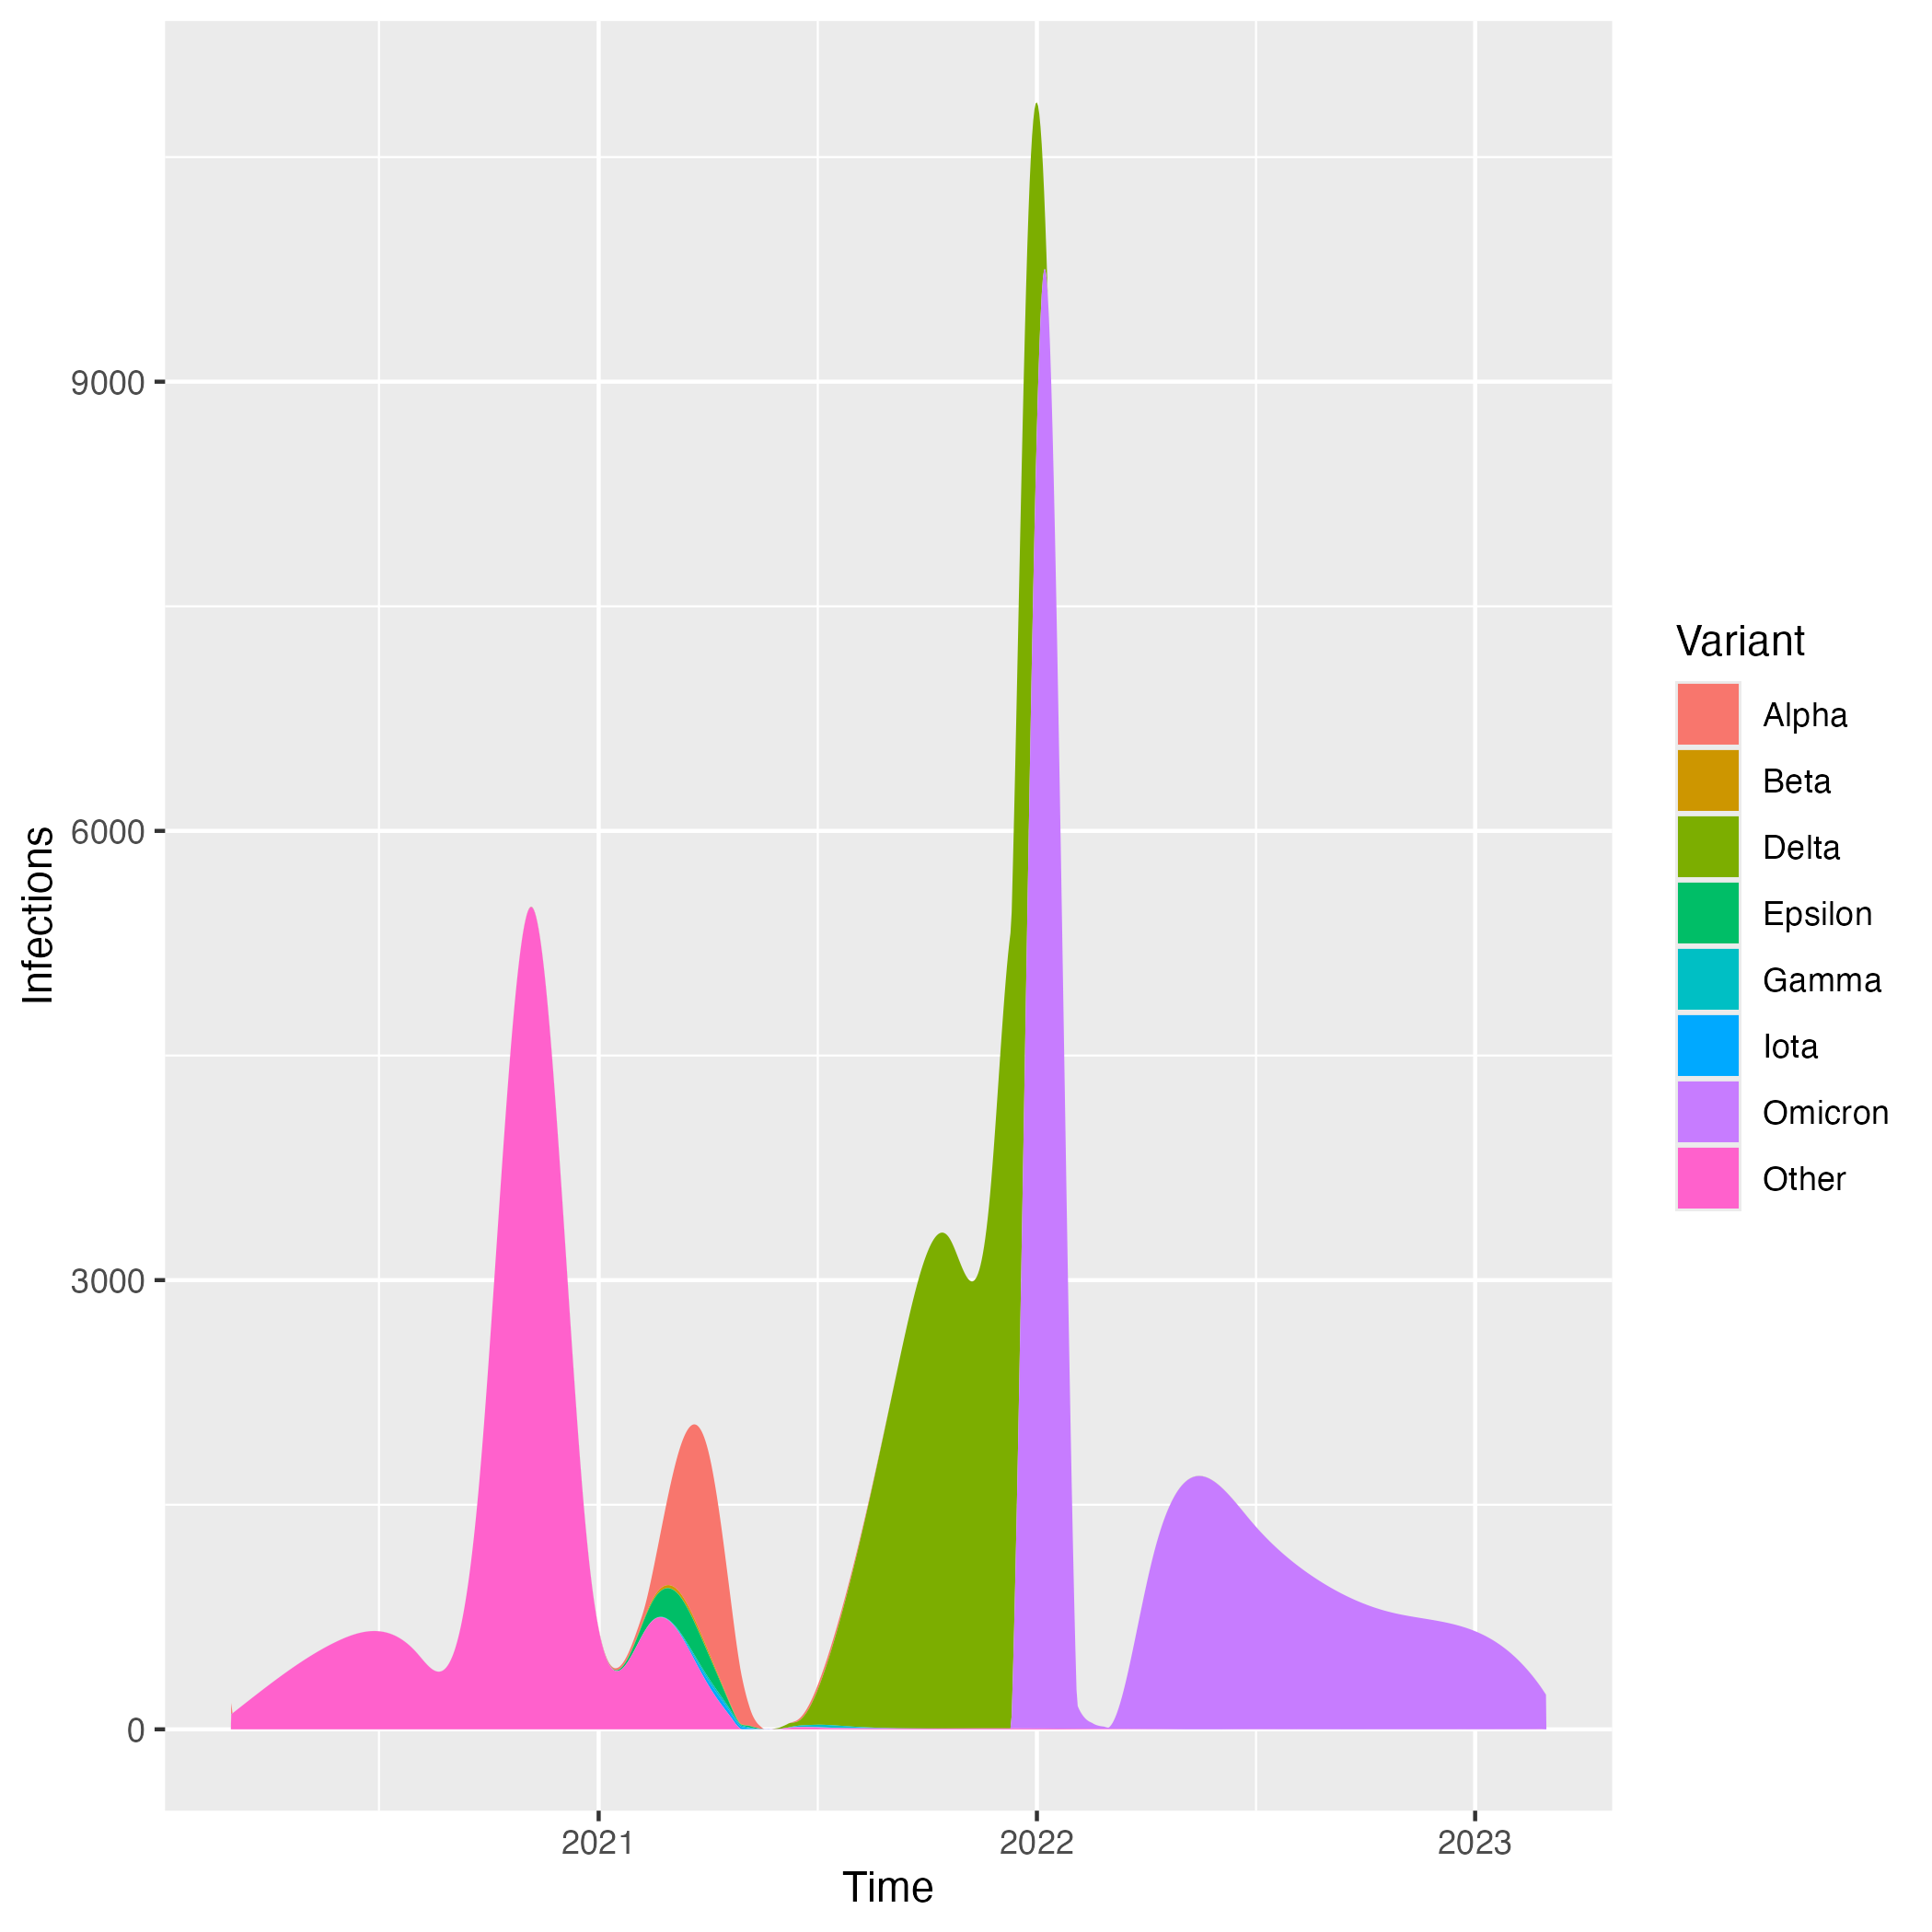 Infections
9000
6000
3000
0
2021
2022
2023
Time
Variant
Alpha
Beta
Delta
Epsilon
Gamma
Iota
Omicron
Other